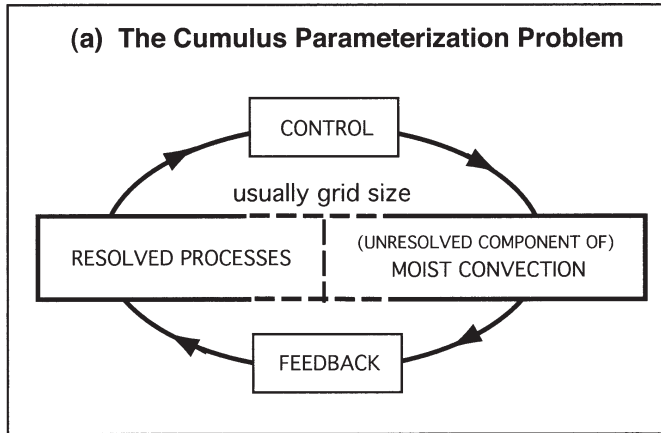 (a) The Cumulus Parameterization Problem
CONTROL
usually grid size
RESOLVED PROCESSES
(UNRESOLVED COMPONENT OF)
MOIST CONVECTION
FEEDBACK